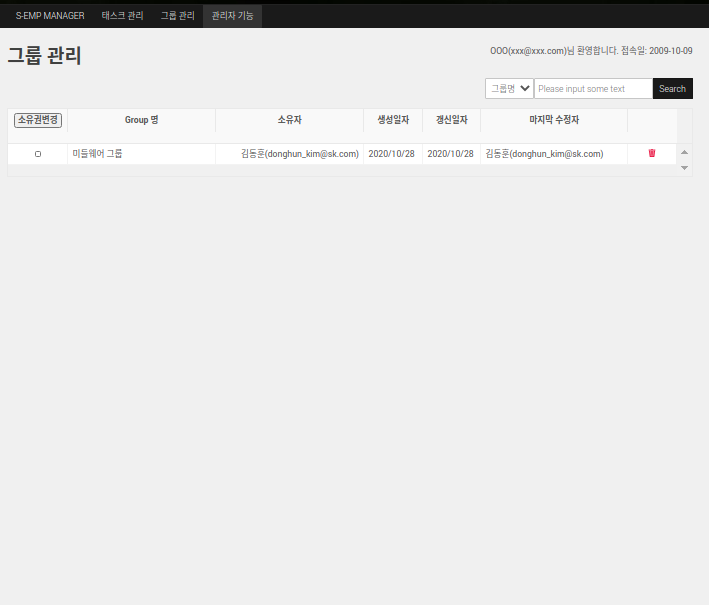 S-EMP MANAGER 태스크 관리 그룹 관리 관리자 기능
그룹 관리
OOO(xxx@xxx.com)님 환영합니다. 접속일: 2009-10-09
그룹명 Please input some text Search
소유권변경 Group 명 소유자 생성일자 갱신일자 마지막 수정자
미들웨어 그룹 김동훈(donghun_kim@sk.com) 2020/10/28 2020/10/28 김동훈(donghun_kim@sk.com)